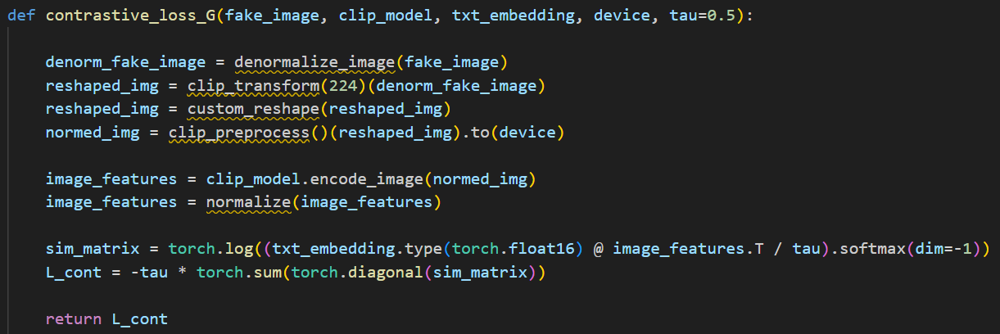 def contrastive_loss_G(fake_image, clip_model, txt_embedding, device, tau=0.5):
denorm_fake_image = denormalize_image(fake_image)
reshaped_img = clip_transform(224)(denorm_fake_image)
reshaped_img = custom_reshape(reshaped_img)
normed_img = clip_preprocess()(reshaped_img).to(device)
image_features = clip_model.encode_image(normed_img)
image_features = normalize(image_features)
sim_matrix = torch.log((txt_embedding.type(torch.float16) @ image_features.T / tau).softmax(dim=-1))
L_cont = -tau * torch.sum(torch.diagonal(sim_matrix))
return L_cont